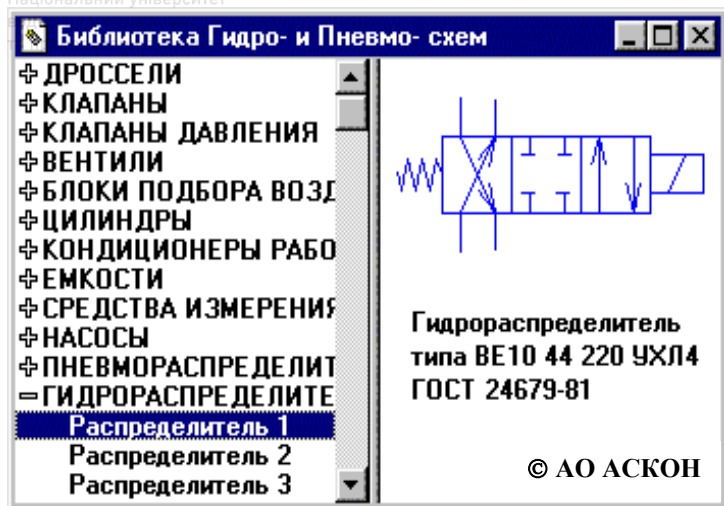 Національний університет
Библиотека Гидро- и Пневмо- схем
ДРОССЕЛИ
КЛАПАНЫ
КЛАПАНЫ ДАВЛЕНИЯ
ВЕНТИЛИ
БЛОКИ ПОДБОРА ВОЗД
ЦИЛИНДРЫ
КОНДИЦИОНЕРЫ РАБО
ЕМКОСТИ
СРЕДСТВА ИЗМЕРЕНИЯ
НАСОСЫ
ПНЕВМОРАСПРЕДЕЛИТ
ГИДРОРАСПРЕДЕЛИТЕ
Распределитель 1
Распределитель 2
Распределитель 3
Гидрораспределитель
типа ВЕ10 44 220 УХЛ4
ГОСТ 24679-81
© АО АСКОН